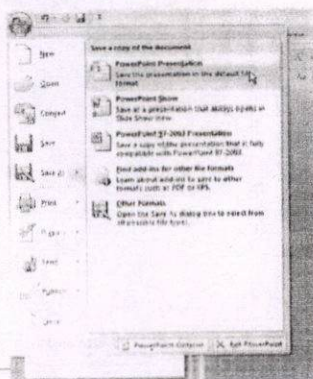 New
Open
Convert
Save
Save As
Print
Send
Close
Save a copy of the document
PowerPoint Presentation
Save the presentation in the default file
format.
PowerPoint Show
Save as a presentation that always opens in
Slide Show view.
PowerPoint 97-2003 Presentation
Save a copy of the presentation that is fully
compatible with PowerPoint 97-2003.
Find add-ins for other file formats
Learn about add-ins to save to other
formats such as PDF or XPS.
Other Formats
Open the Save As dialog box to select from
all possible file types.
PowerPoint Options
Exit PowerPoint